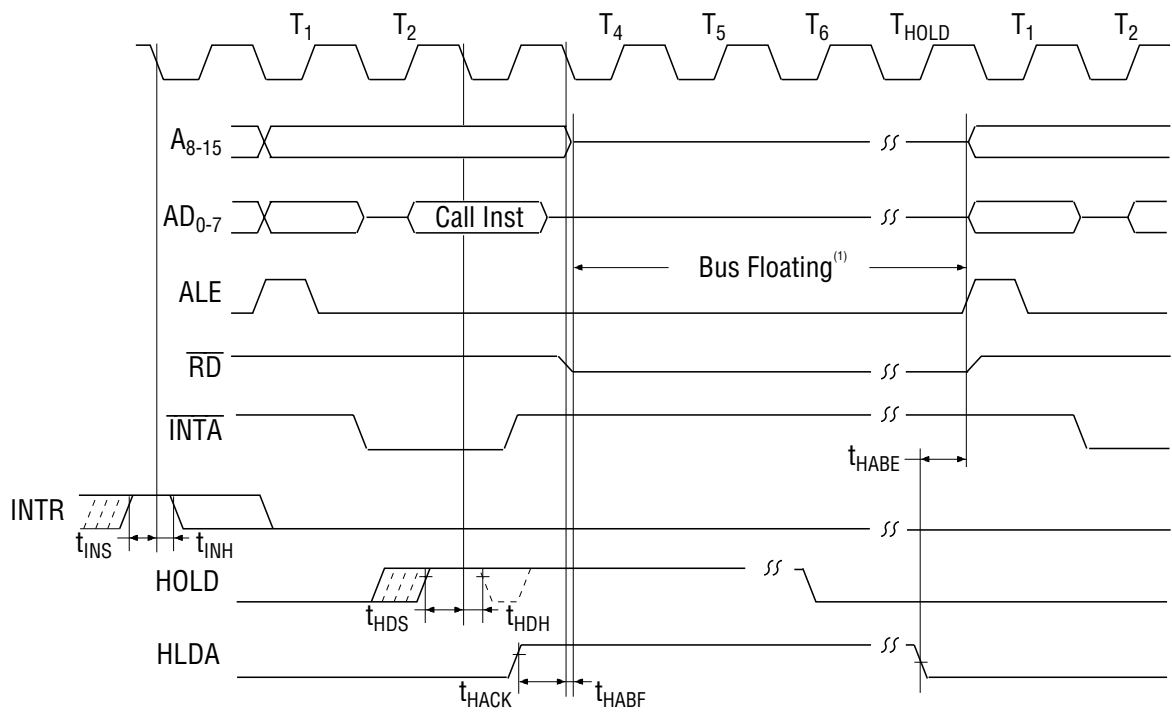 T1 T2 T4 T5 T6 THOLD T1 T2
A8-15
AD0-7
Call Inst
Bus Floating(1)
ALE
RD
INTA
tHABE
INTR
tINS
tINH
HOLD
tHDS
tHDH
HLDA
tHACK
tHABF